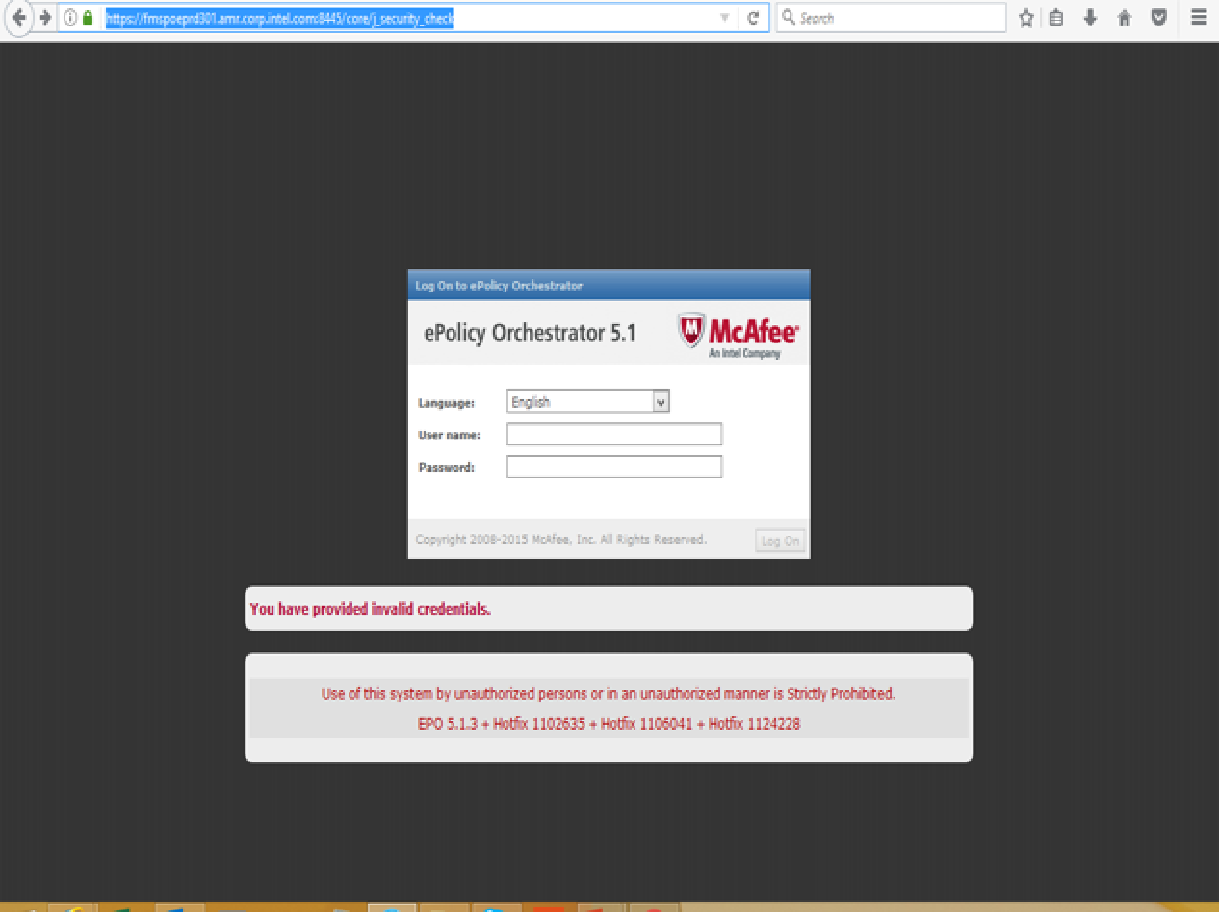 https://fmspoeprd301.amr.corp.intel.com:8445/core/j_security_check
Search
Log On to ePolicy Orchestrator
ePolicy Orchestrator 5.1
McAfee
An Intel Company
Language:
English
User name:
Password:
Copyright 2008-2015 McAfee, Inc. All Rights Reserved.
Log On
You have provided invalid credentials.
Use of this system by unauthorized persons or in an unauthorized manner is Strictly Prohibited.
EPO 5.1.3 + Hotfix 1102635 + Hotfix 1106041 + Hotfix 1124228